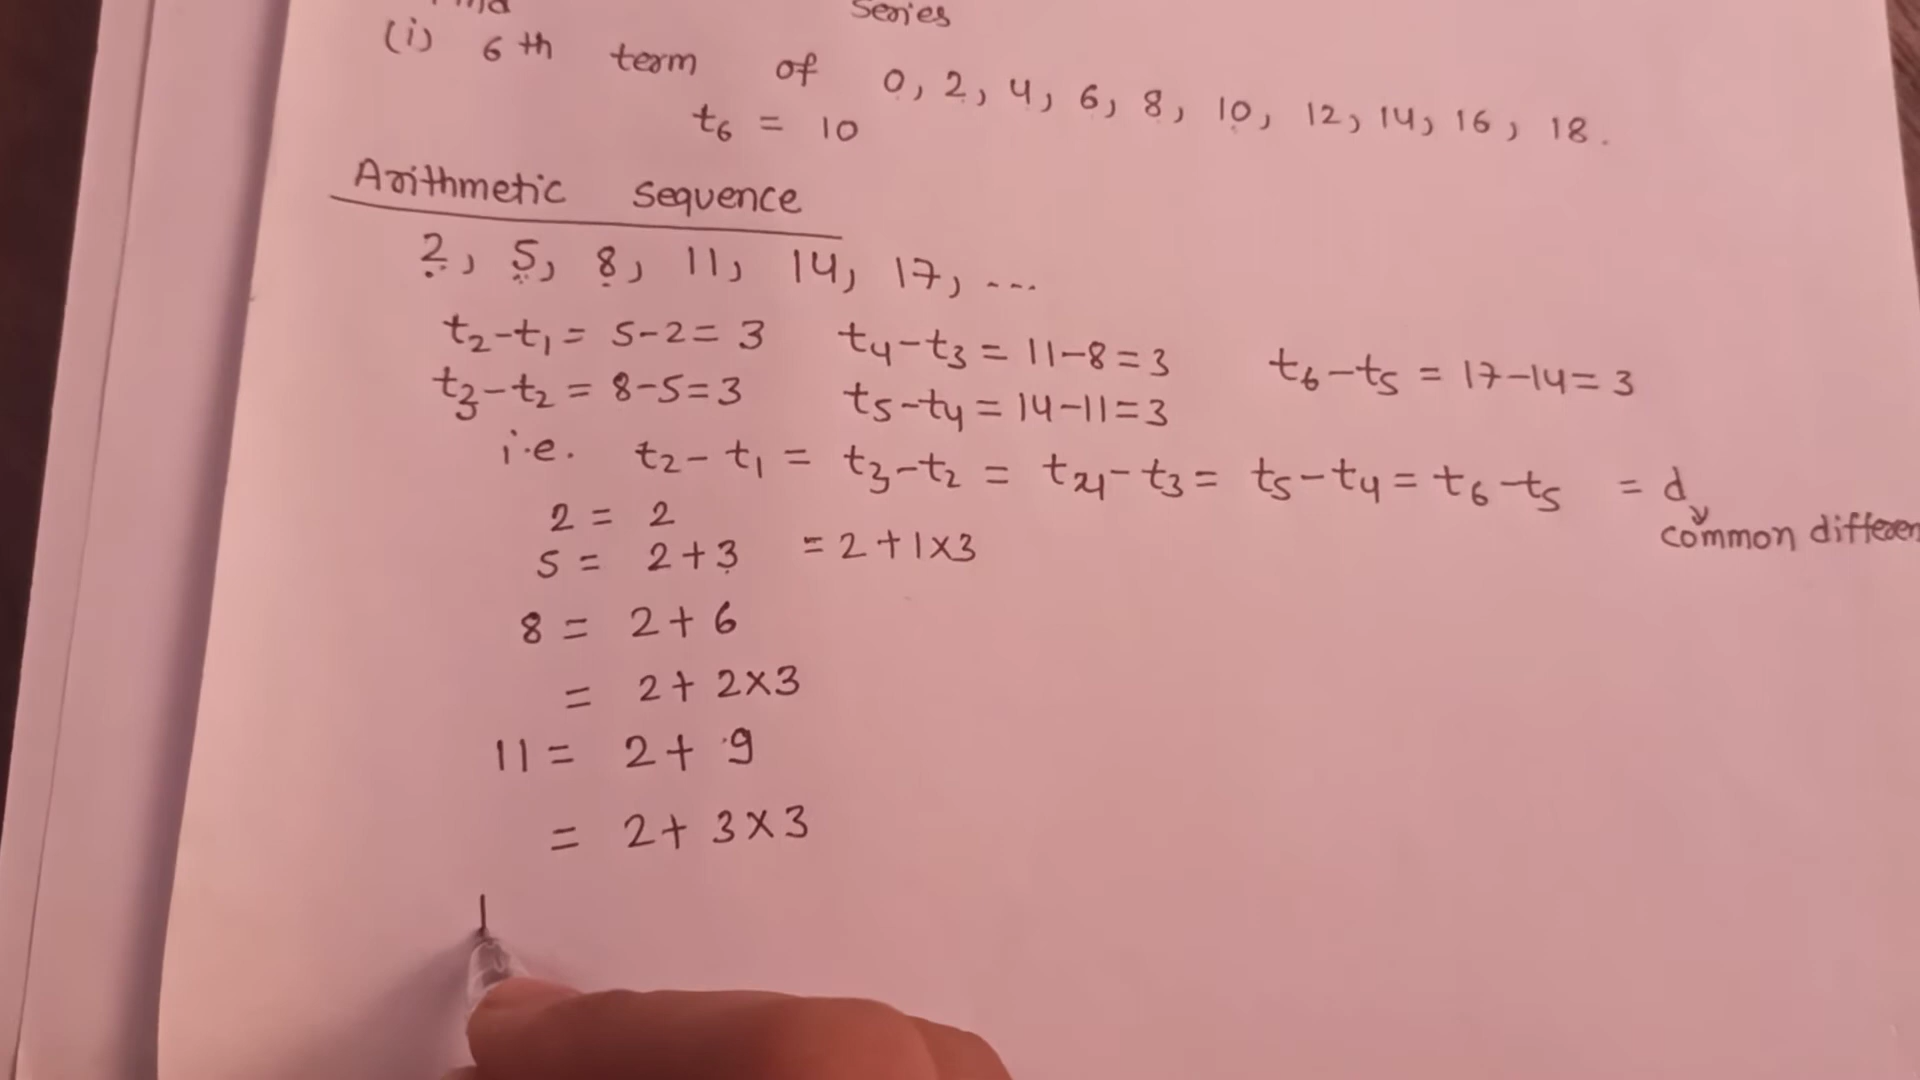 Series
(i) 6th term of 0, 2, 4, 6, 8, 10, 12, 14, 16, 18.
t6 = 10
Arithmetic sequence
2, 5, 8, 11, 14, 17, ...
t2-t1 = 5-2 = 3 t4-t3 = 11-8 = 3 t6-t5 = 17-14 = 3
t3-t2 = 8-5 = 3 t5-t4 = 14-11 = 3
i.e. t2-t1 = t3-t2 = t4-t3 = t5-t4 = t6-t5 = d
common differen
2 = 2
5 = 2+3 = 2+1×3
8 = 2+6
= 2+2×3
11 = 2+9
= 2+3×3
1